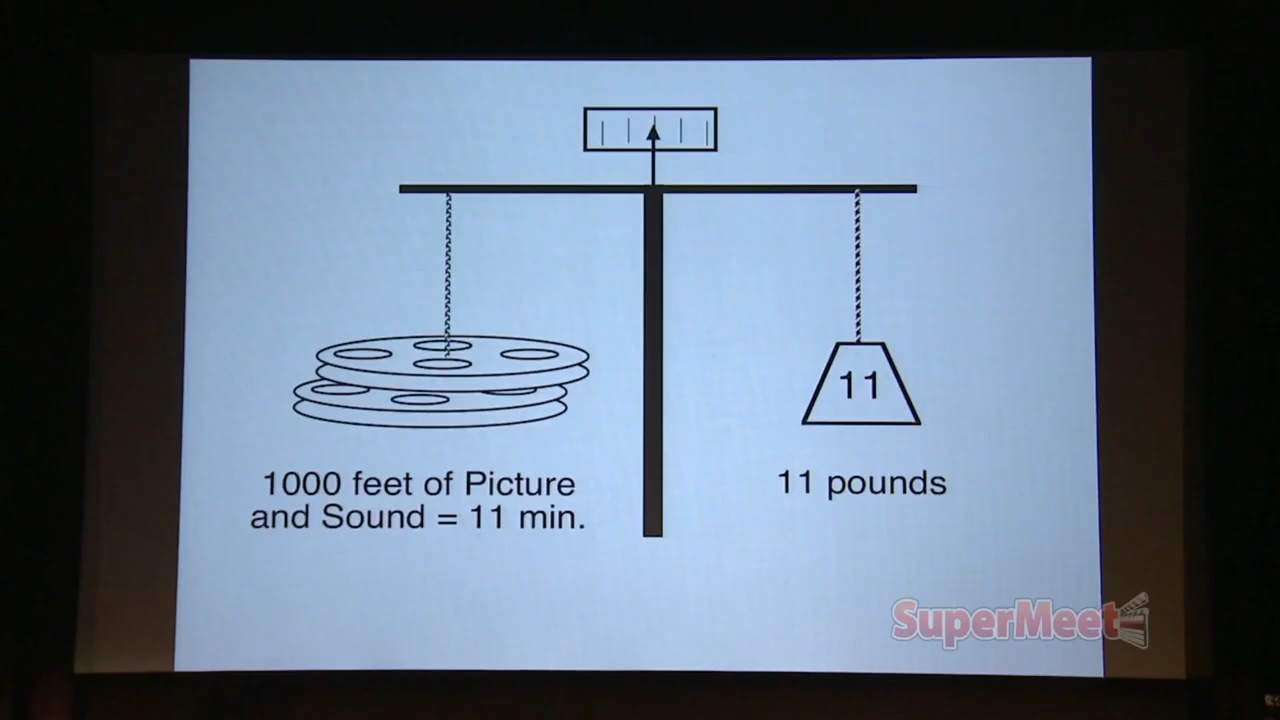 11
1000 feet of Picture
and Sound = 11 min.
11 pounds
SuperMeet